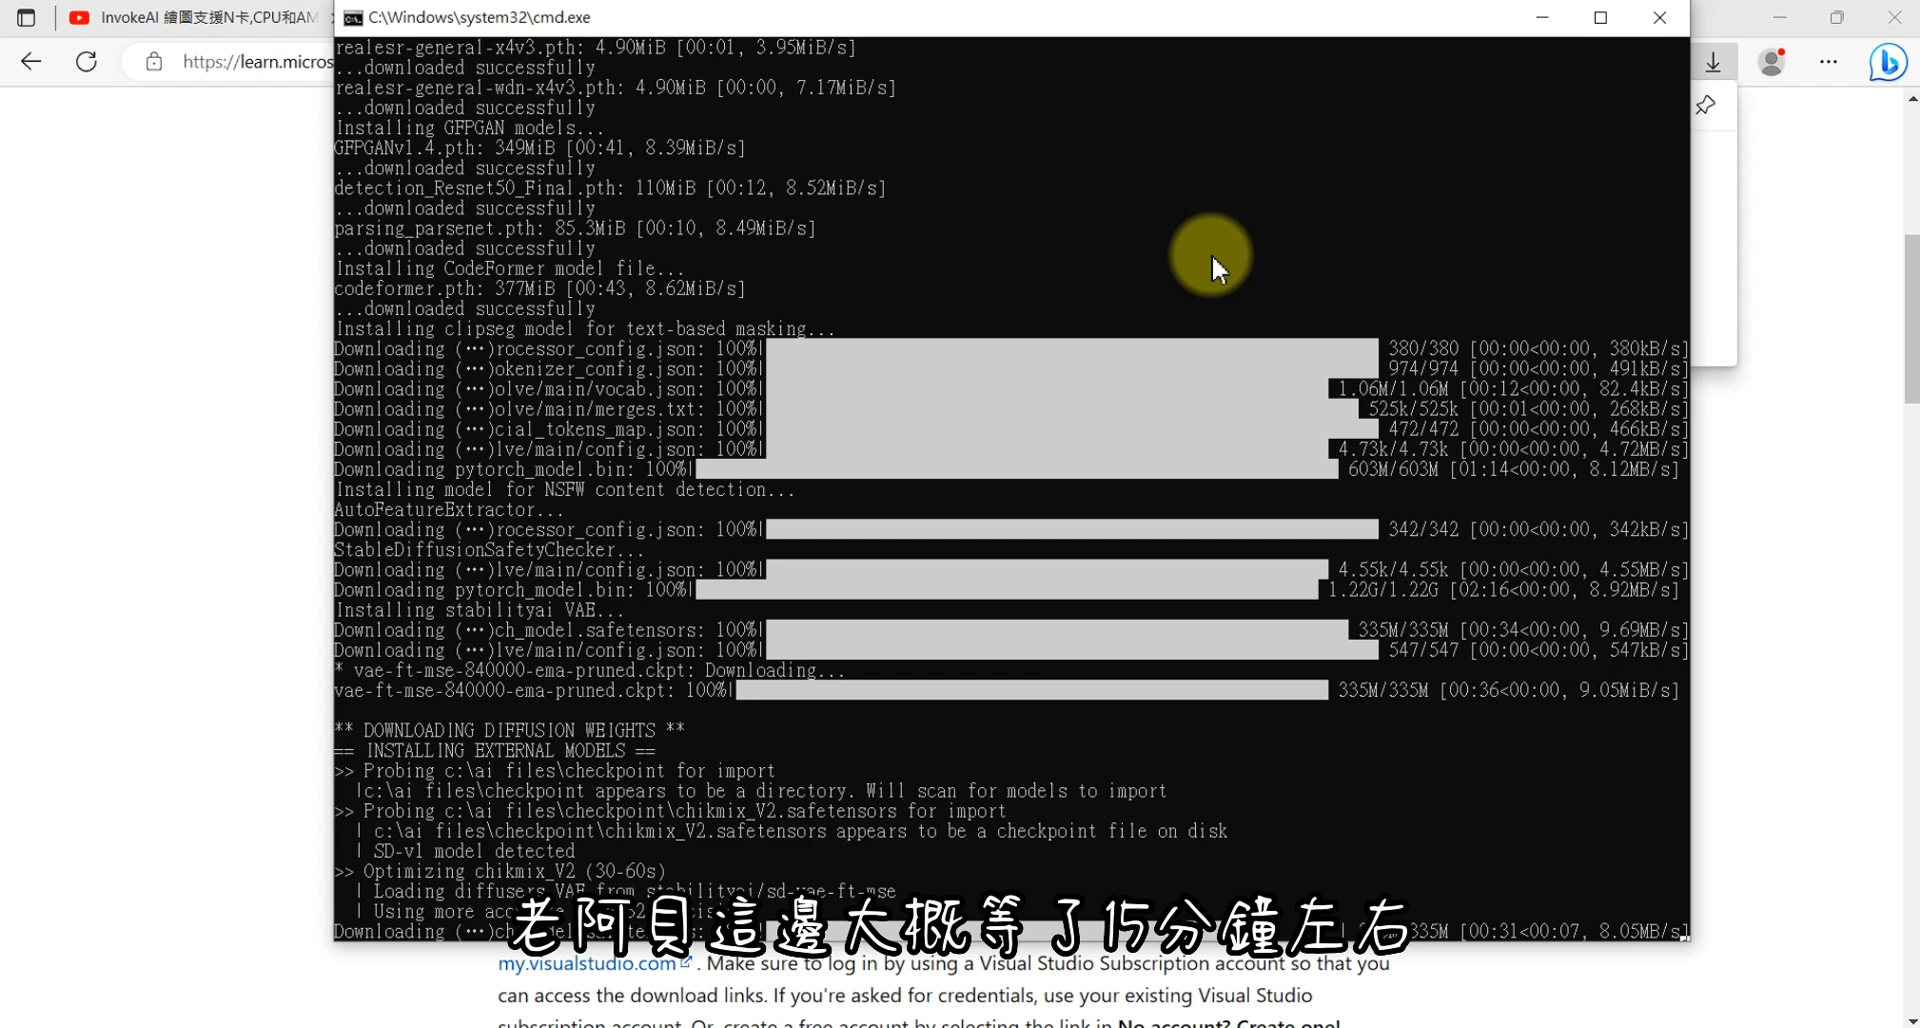 InvokeAI 繪圖支援N卡,CPU和AM
C:\Windows\system32\cmd.exe
https://learn.micros
realesr-general-x4v3.pth: 4.90MiB [00:01, 3.95MiB/s]
...downloaded successfully
realesr-general-wdn-x4v3.pth: 4.90MiB [00:00, 7.17MiB/s]
...downloaded successfully
Installing GFPGAN models...
GFPGANv1.4.pth: 349MiB [00:41, 8.39MiB/s]
...downloaded successfully
detection_Resnet50_Final.pth: 110MiB [00:12, 8.52MiB/s]
...downloaded successfully
parsing_parsenet.pth: 85.3MiB [00:10, 8.49MiB/s]
...downloaded successfully
Installing CodeFormer model file...
codeformer.pth: 377MiB [00:43, 8.62MiB/s]
...downloaded successfully
Installing clipseg model for text-based masking...
Downloading (…)rocessor_config.json: 100%| 380/380 [00:00<00:00, 380kB/s]
Downloading (…)okenizer_config.json: 100%| 974/974 [00:00<00:00, 491kB/s]
Downloading (…)olve/main/vocab.json: 100%| 1.06M/1.06M [00:12<00:00, 82.4kB/s]
Downloading (…)olve/main/merges.txt: 100%| 525k/525k [00:01<00:00, 268kB/s]
Downloading (…)cial_tokens_map.json: 100%| 472/472 [00:00<00:00, 466kB/s]
Downloading (…)lve/main/config.json: 100%| 4.73k/4.73k [00:00<00:00, 4.72MB/s]
Downloading pytorch_model.bin: 100%| 603M/603M [01:14<00:00, 8.12MB/s]
Installing model for NSFW content detection...
AutoFeatureExtractor...
Downloading (…)rocessor_config.json: 100%| 342/342 [00:00<00:00, 342kB/s]
StableDiffusionSafetyChecker...
Downloading (…)lve/main/config.json: 100%| 4.55k/4.55k [00:00<00:00, 4.55MB/s]
Downloading pytorch_model.bin: 100%| 1.22G/1.22G [02:16<00:00, 8.92MB/s]
Installing stabilityai VAE...
Downloading (…)ch_model.safetensors: 100%| 335M/335M [00:34<00:00, 9.69MB/s]
Downloading (…)lve/main/config.json: 100%| 547/547 [00:00<00:00, 547kB/s]
* vae-ft-mse-840000-ema-pruned.ckpt: Downloading...
vae-ft-mse-840000-ema-pruned.ckpt: 100%| 335M/335M [00:36<00:00, 9.05MiB/s]
** DOWNLOADING DIFFUSION WEIGHTS **
== INSTALLING EXTERNAL MODELS ==
>> Probing c:\ai files\checkpoint for import
|c:\ai files\checkpoint appears to be a directory. Will scan for models to import
>> Probing c:\ai files\checkpoint\chikmix_V2.safetensors for import
| c:\ai files\checkpoint\chikmix_V2.safetensors appears to be a checkpoint file on disk
| SD-v1 model detected
>> Optimizing chikmix_V2 (30-60s)
| Loading diffusers VAE from stabilityai/sd-vae-ft-mse
| Using more
Downloading (…) 335M [00:31<00:07, 8.05MB/s]
老阿貝這邊大概等了15分鐘左右
my.visualstudio.com . Make sure to log in by using a Visual Studio Subscription account so that you
can access the download links. If you're asked for credentials, use your existing Visual Studio
subscription account. Or, create a free account by selecting the link in No account? Create one!